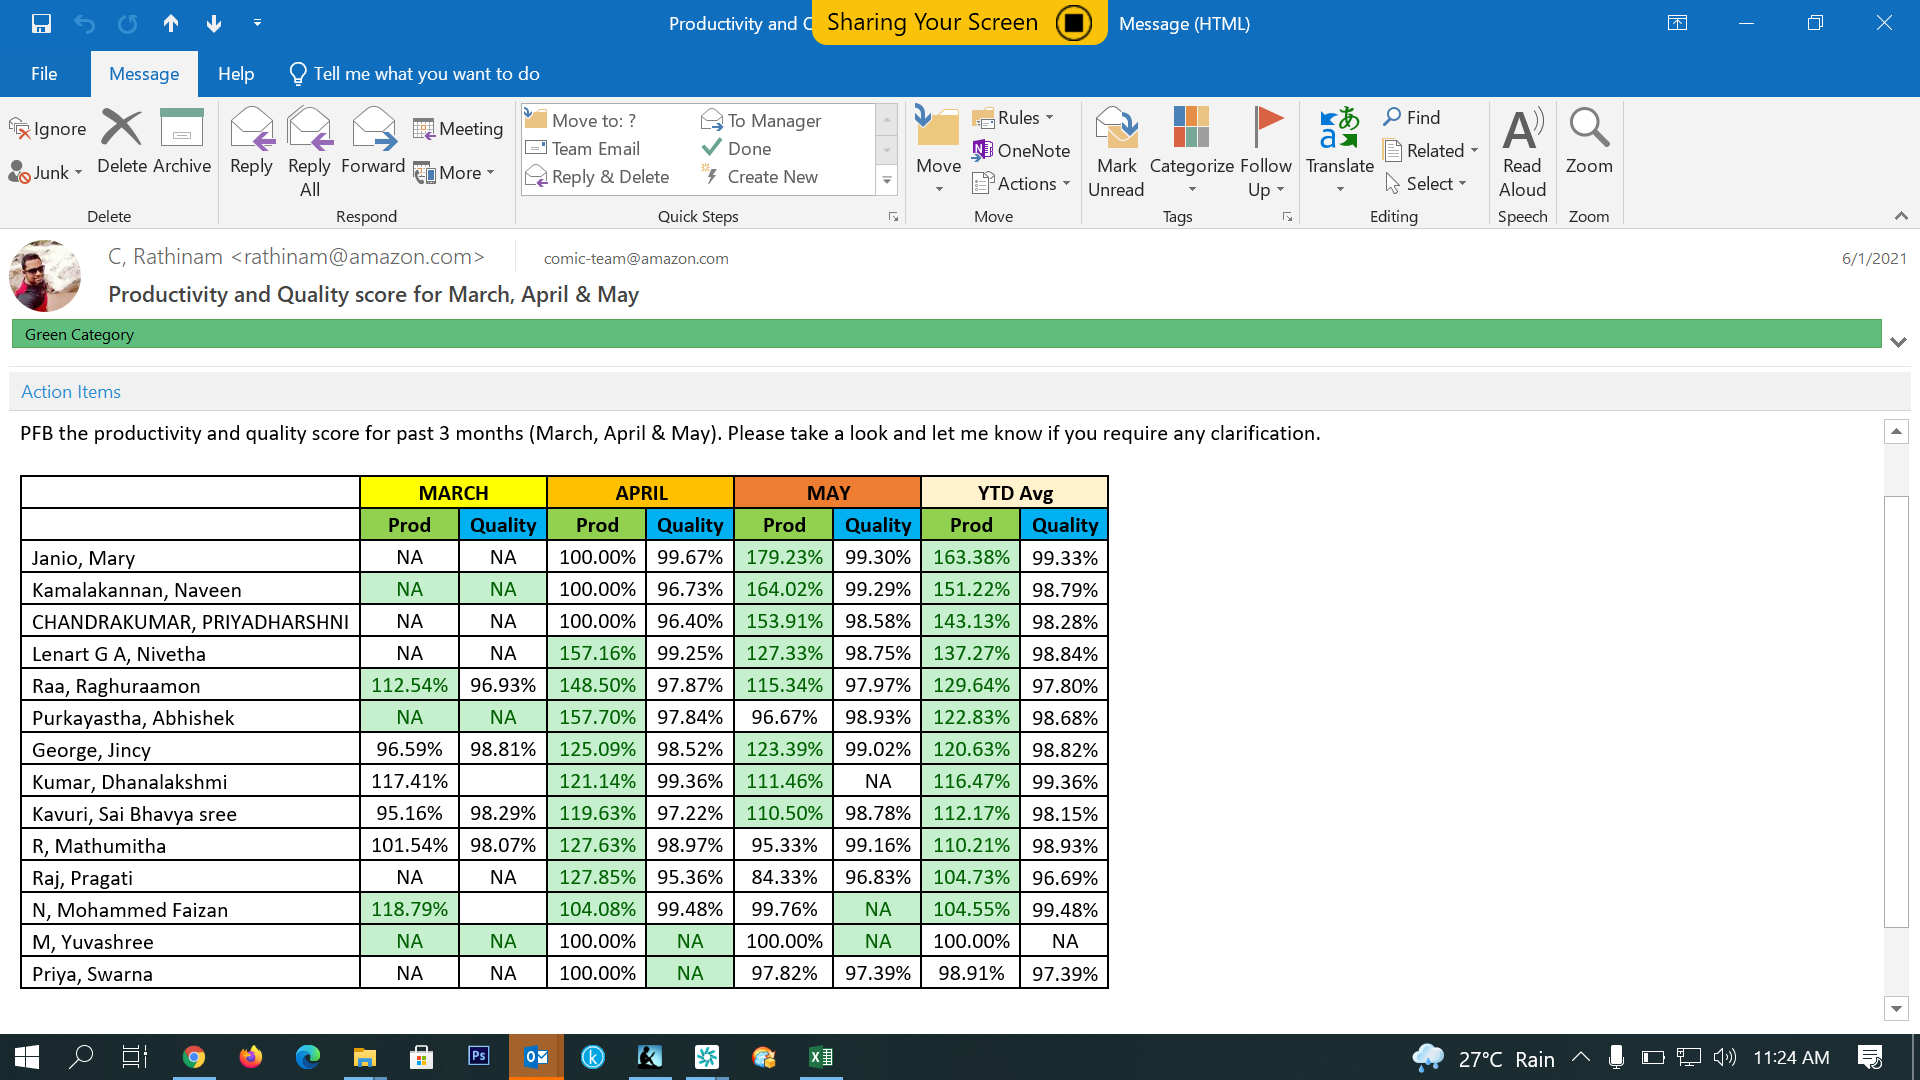 Productivity and C Sharing Your Screen Message (HTML)
File Message Help Tell me what you want to do
Ignore Junk Delete Archive
Delete
Reply Reply All Forward Meeting More
Respond
Move to: ? To Manager
Team Email Done
Reply & Delete Create New
Quick Steps
Move Rules OneNote Actions
Move
Mark Unread Categorize Follow Up
Tags
Translate Find Related Select
Editing
Read Aloud
Speech
Zoom
Zoom
C, Rathinam <rathinam@amazon.com> comic-team@amazon.com 6/1/2021
Productivity and Quality score for March, April & May
Green Category
Action Items
PFB the productivity and quality score for past 3 months (March, April & May). Please take a look and let me know if you require any clarification.
MARCH APRIL MAY YTD Avg
Prod Quality Prod Quality Prod Quality Prod Quality
Janio, Mary NA NA 100.00% 99.67% 179.23% 99.30% 163.38% 99.33%
Kamalakannan, Naveen NA NA 100.00% 96.73% 164.02% 99.29% 151.22% 98.79%
CHANDRAKUMAR, PRIYADHARSHNI NA NA 100.00% 96.40% 153.91% 98.58% 143.13% 98.28%
Lenart G A, Nivetha NA NA 157.16% 99.25% 127.33% 98.75% 137.27% 98.84%
Raa, Raghuraamon 112.54% 96.93% 148.50% 97.87% 115.34% 97.97% 129.64% 97.80%
Purkayastha, Abhishek NA NA 157.70% 97.84% 96.67% 98.93% 122.83% 98.68%
George, Jincy 96.59% 98.81% 125.09% 98.52% 123.39% 99.02% 120.63% 98.82%
Kumar, Dhanalakshmi 117.41% 121.14% 99.36% 111.46% NA 116.47% 99.36%
Kavuri, Sai Bhavya sree 95.16% 98.29% 119.63% 97.22% 110.50% 98.78% 112.17% 98.15%
R, Mathumitha 101.54% 98.07% 127.63% 98.97% 95.33% 99.16% 110.21% 98.93%
Raj, Pragati NA NA 127.85% 95.36% 84.33% 96.83% 104.73% 96.69%
N, Mohammed Faizan 118.79% 104.08% 99.48% 99.76% NA 104.55% 99.48%
M, Yuvashree NA NA 100.00% NA 100.00% NA 100.00% NA
Priya, Swarna NA NA 100.00% NA 97.82% 97.39% 98.91% 97.39%
27°C Rain 11:24 AM